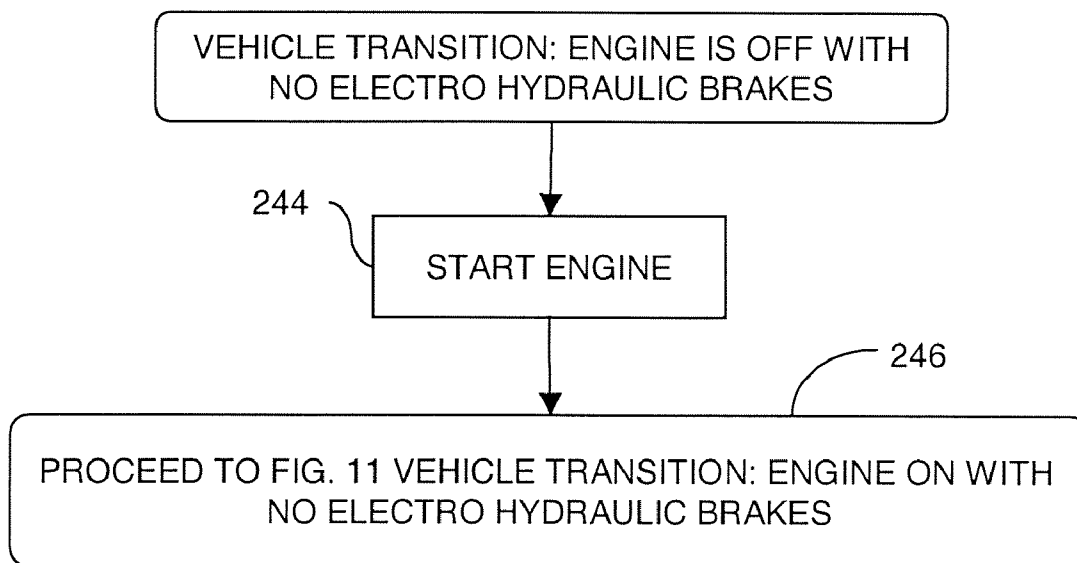 VEHICLE TRANSITION: ENGINE IS OFF WITH
NO ELECTRO HYDRAULIC BRAKES
244
START ENGINE
246
PROCEED TO FIG. 11 VEHICLE TRANSITION: ENGINE ON WITH
NO ELECTRO HYDRAULIC BRAKES